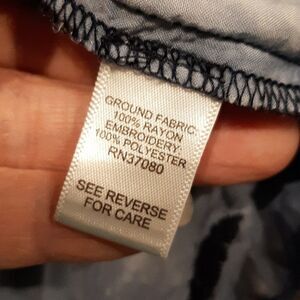 GROUND FABRIC:
100% RAYON
EMBROIDERY:
100% POLYESTER
RN37080
SEE REVERSE
FOR CARE